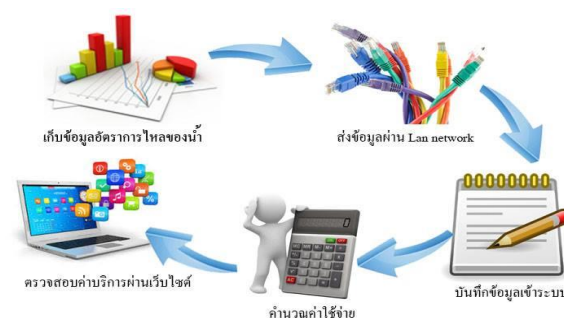 เก็บข้อมูลอัตราการไหลของน้ำ
ส่งข้อมูลผ่าน Lan network
บันทึกข้อมูลเข้าระบบ
คำนวณค่าใช้จ่าย
ตรวจสอบค่าบริการผ่านเว็บไซต์